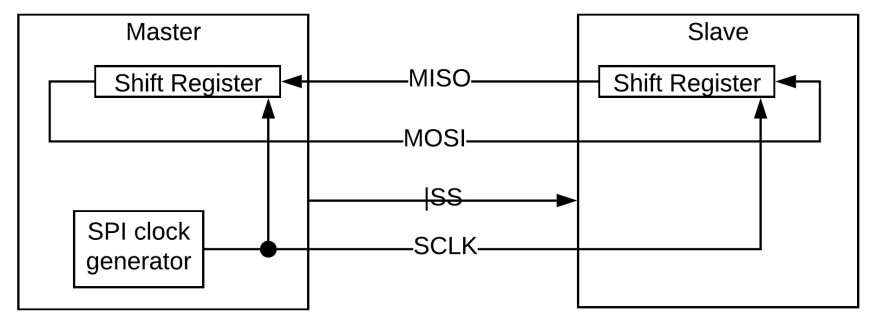 Master
Slave
Shift Register
MISO
Shift Register
MOSI
|SS
SPI clock
generator
SCLK